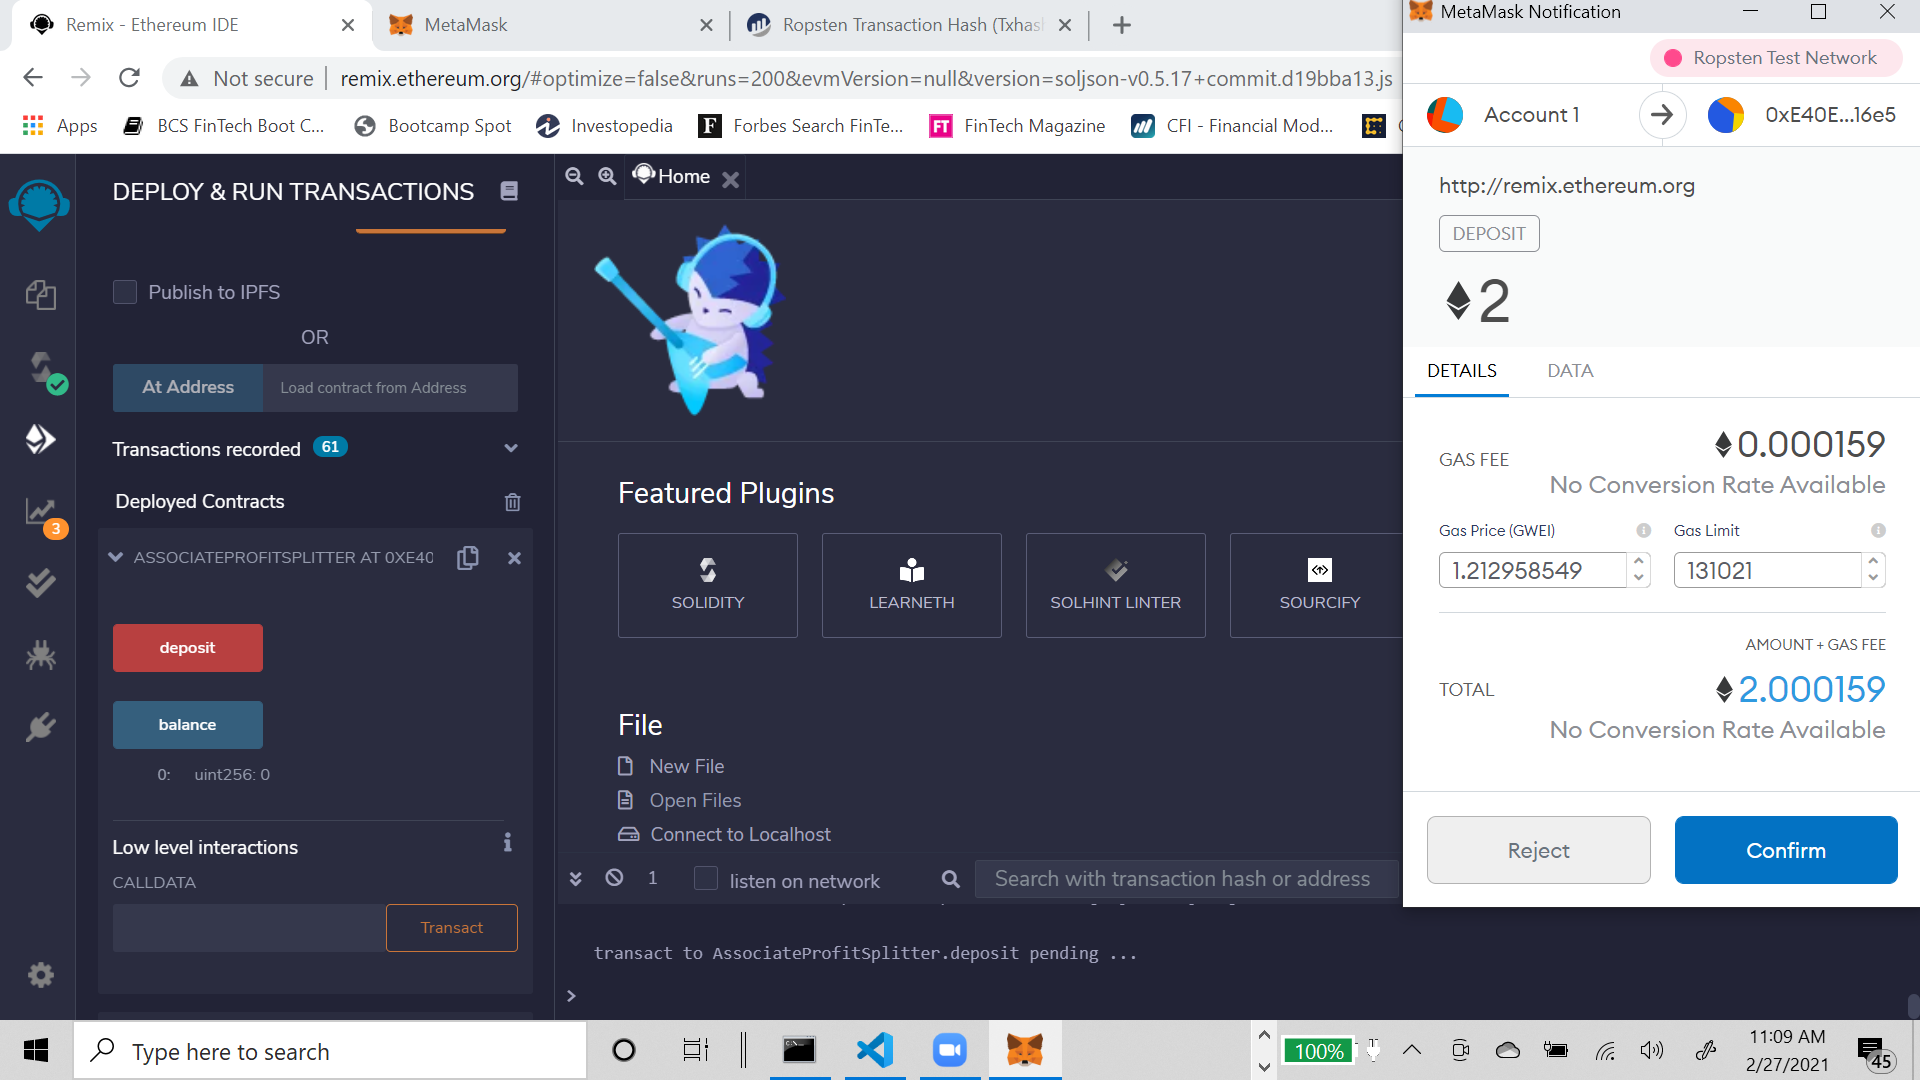 Remix - Ethereum IDE
MetaMask
Ropsten Transaction Hash (Txhas
MetaMask Notification
Not secure
remix.ethereum.org/#optimize=false&runs=200&evmVersion=null&version=soljson-v0.5.17+commit.d19bba13.js
Apps
BCS FinTech Boot C...
Bootcamp Spot
Investopedia
F
Forbes Search FinTe...
FT
FinTech Magazine
CFI - Financial Mod...
Ropsten Test Network
Account 1
0xE40E...16e5
http://remix.ethereum.org
DEPOSIT
2
DETAILS
DATA
GAS FEE
0.000159
No Conversion Rate Available
Gas Price (GWEI)
Gas Limit
1.212958549
131021
AMOUNT + GAS FEE
TOTAL
2.000159
No Conversion Rate Available
Reject
Confirm
DEPLOY & RUN TRANSACTIONS
Publish to IPFS
OR
At Address
Load contract from Address
Transactions recorded
61
Deployed Contracts
3
ASSOCIATEPROFITSPLITTER AT 0XE40
deposit
balance
0:
uint256: 0
Low level interactions
CALLDATA
Transact
Home
Featured Plugins
SOLIDITY
LEARNETH
SOLHINT LINTER
SOURCIFY
File
New File
Open Files
Connect to Localhost
1
listen on network
Search with transaction hash or address
transact to AssociateProfitSplitter.deposit pending ...
>
Type here to search
100%
11:09 AM
2/27/2021
45